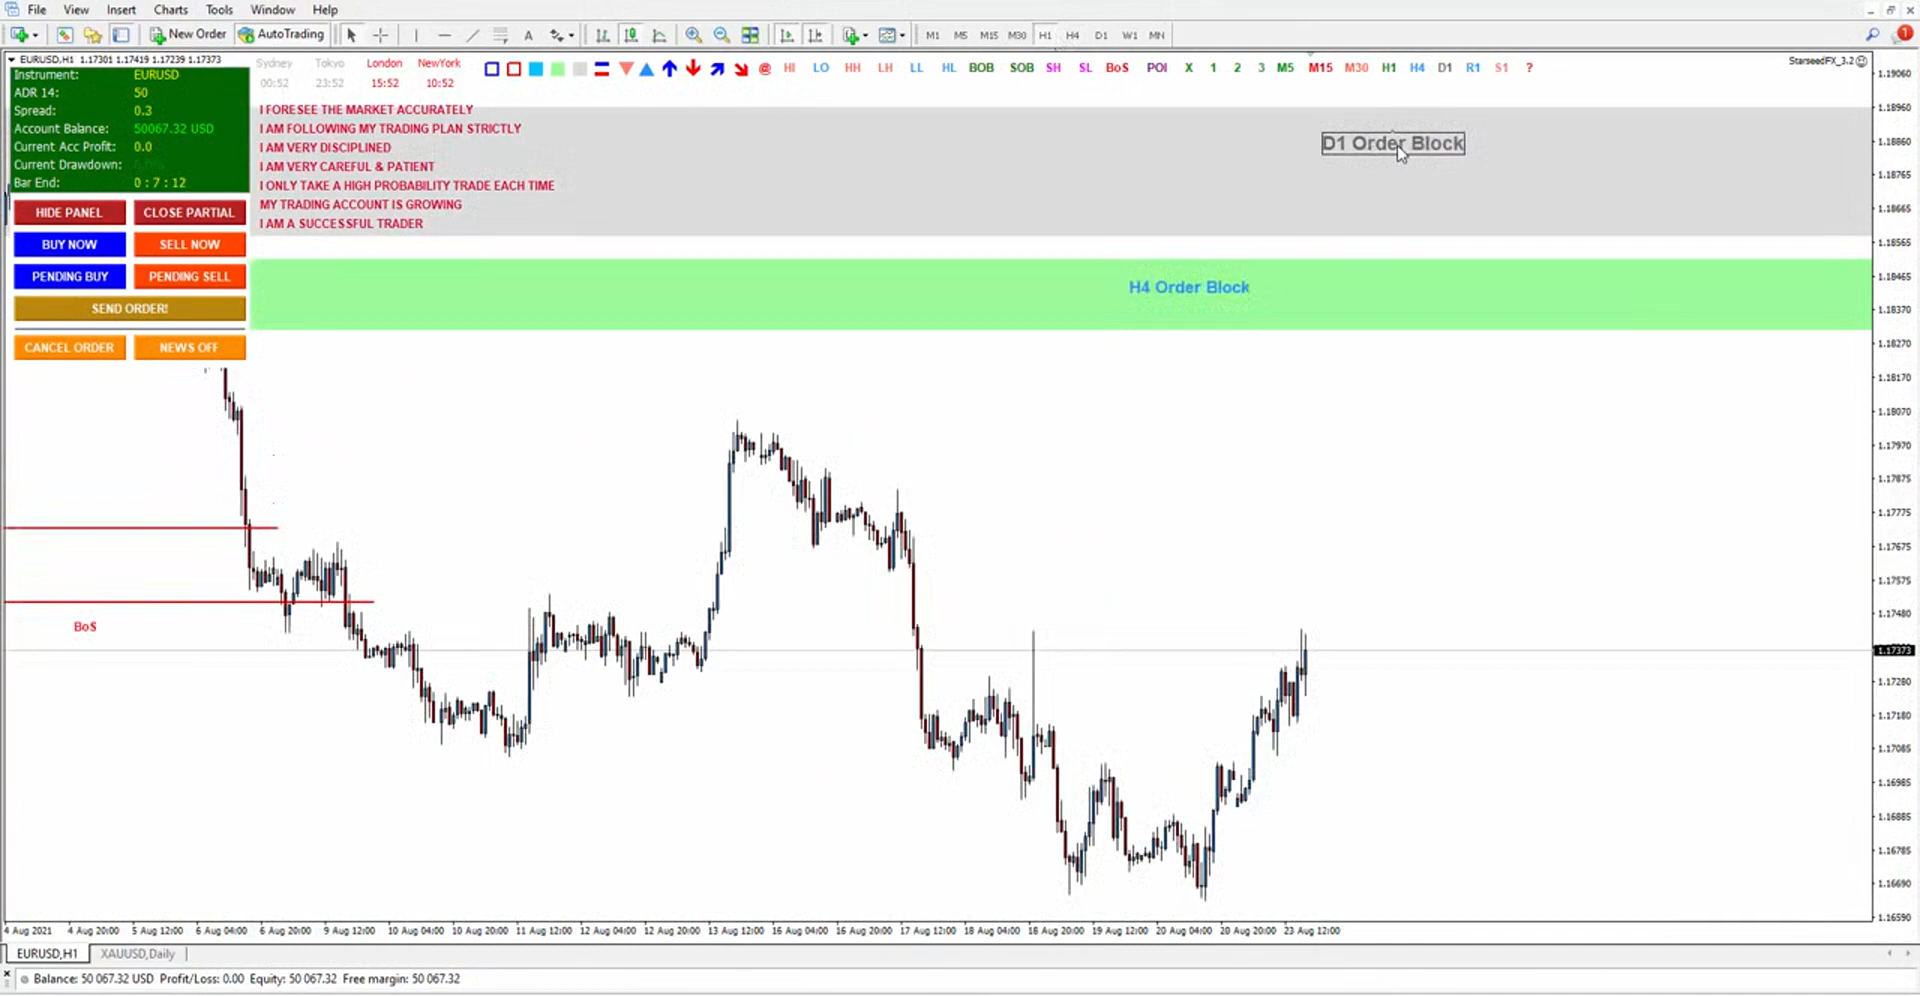 File View Insert Charts Tools Window Help
New Order AutoTrading A M1 M5 M15 M30 H1 H4 D1 W1 MN 1
EURUSD,H1 1.17301 1.17419 1.17239 1.17373
StarseedFX_3.2
Sydney Tokyo London NewYork
00:52 23:52 15:52 10:52
@ HI LO HH LH LL HL BOB SOB SH SL BoS POI X 1 2 3 M5 M15 M30 H1 H4 D1 R1 S1 ?
Instrument: EURUSD
ADR 14: 50
Spread: 0.3
Account Balance: 50067.32 USD
Current Acc Profit: 0.0
Current Drawdown:
Bar End: 0 : 7 : 12
HIDE PANEL CLOSE PARTIAL
BUY NOW SELL NOW
PENDING BUY PENDING SELL
SEND ORDER!
CANCEL ORDER NEWS OFF
I FORESEE THE MARKET ACCURATELY
I AM FOLLOWING MY TRADING PLAN STRICTLY
I AM VERY DISCIPLINED
I AM VERY CAREFUL & PATIENT
I ONLY TAKE A HIGH PROBABILITY TRADE EACH TIME
MY TRADING ACCOUNT IS GROWING
I AM A SUCCESSFUL TRADER
D1 Order Block
H4 Order Block
BoS
1.19060
1.18960
1.18860
1.18765
1.18665
1.18565
1.18465
1.18370
1.18270
1.18170
1.18070
1.17970
1.17875
1.17775
1.17675
1.17575
1.17480
1.17373
1.17280
1.17180
1.17085
1.16985
1.16885
1.16785
1.16690
1.16590
4 Aug 2021 4 Aug 20:00 5 Aug 12:00 6 Aug 04:00 6 Aug 20:00 9 Aug 12:00 10 Aug 04:00 10 Aug 20:00 11 Aug 12:00 12 Aug 04:00 12 Aug 20:00 13 Aug 12:00 16 Aug 04:00 16 Aug 20:00 17 Aug 12:00 18 Aug 04:00 18 Aug 20:00 19 Aug 12:00 20 Aug 04:00 20 Aug 20:00 23 Aug 12:00
EURUSD,H1 XAUUSD,Daily
Balance: 50 067.32 USD Profit/Loss: 0.00 Equity: 50 067.32 Free margin: 50 067.32